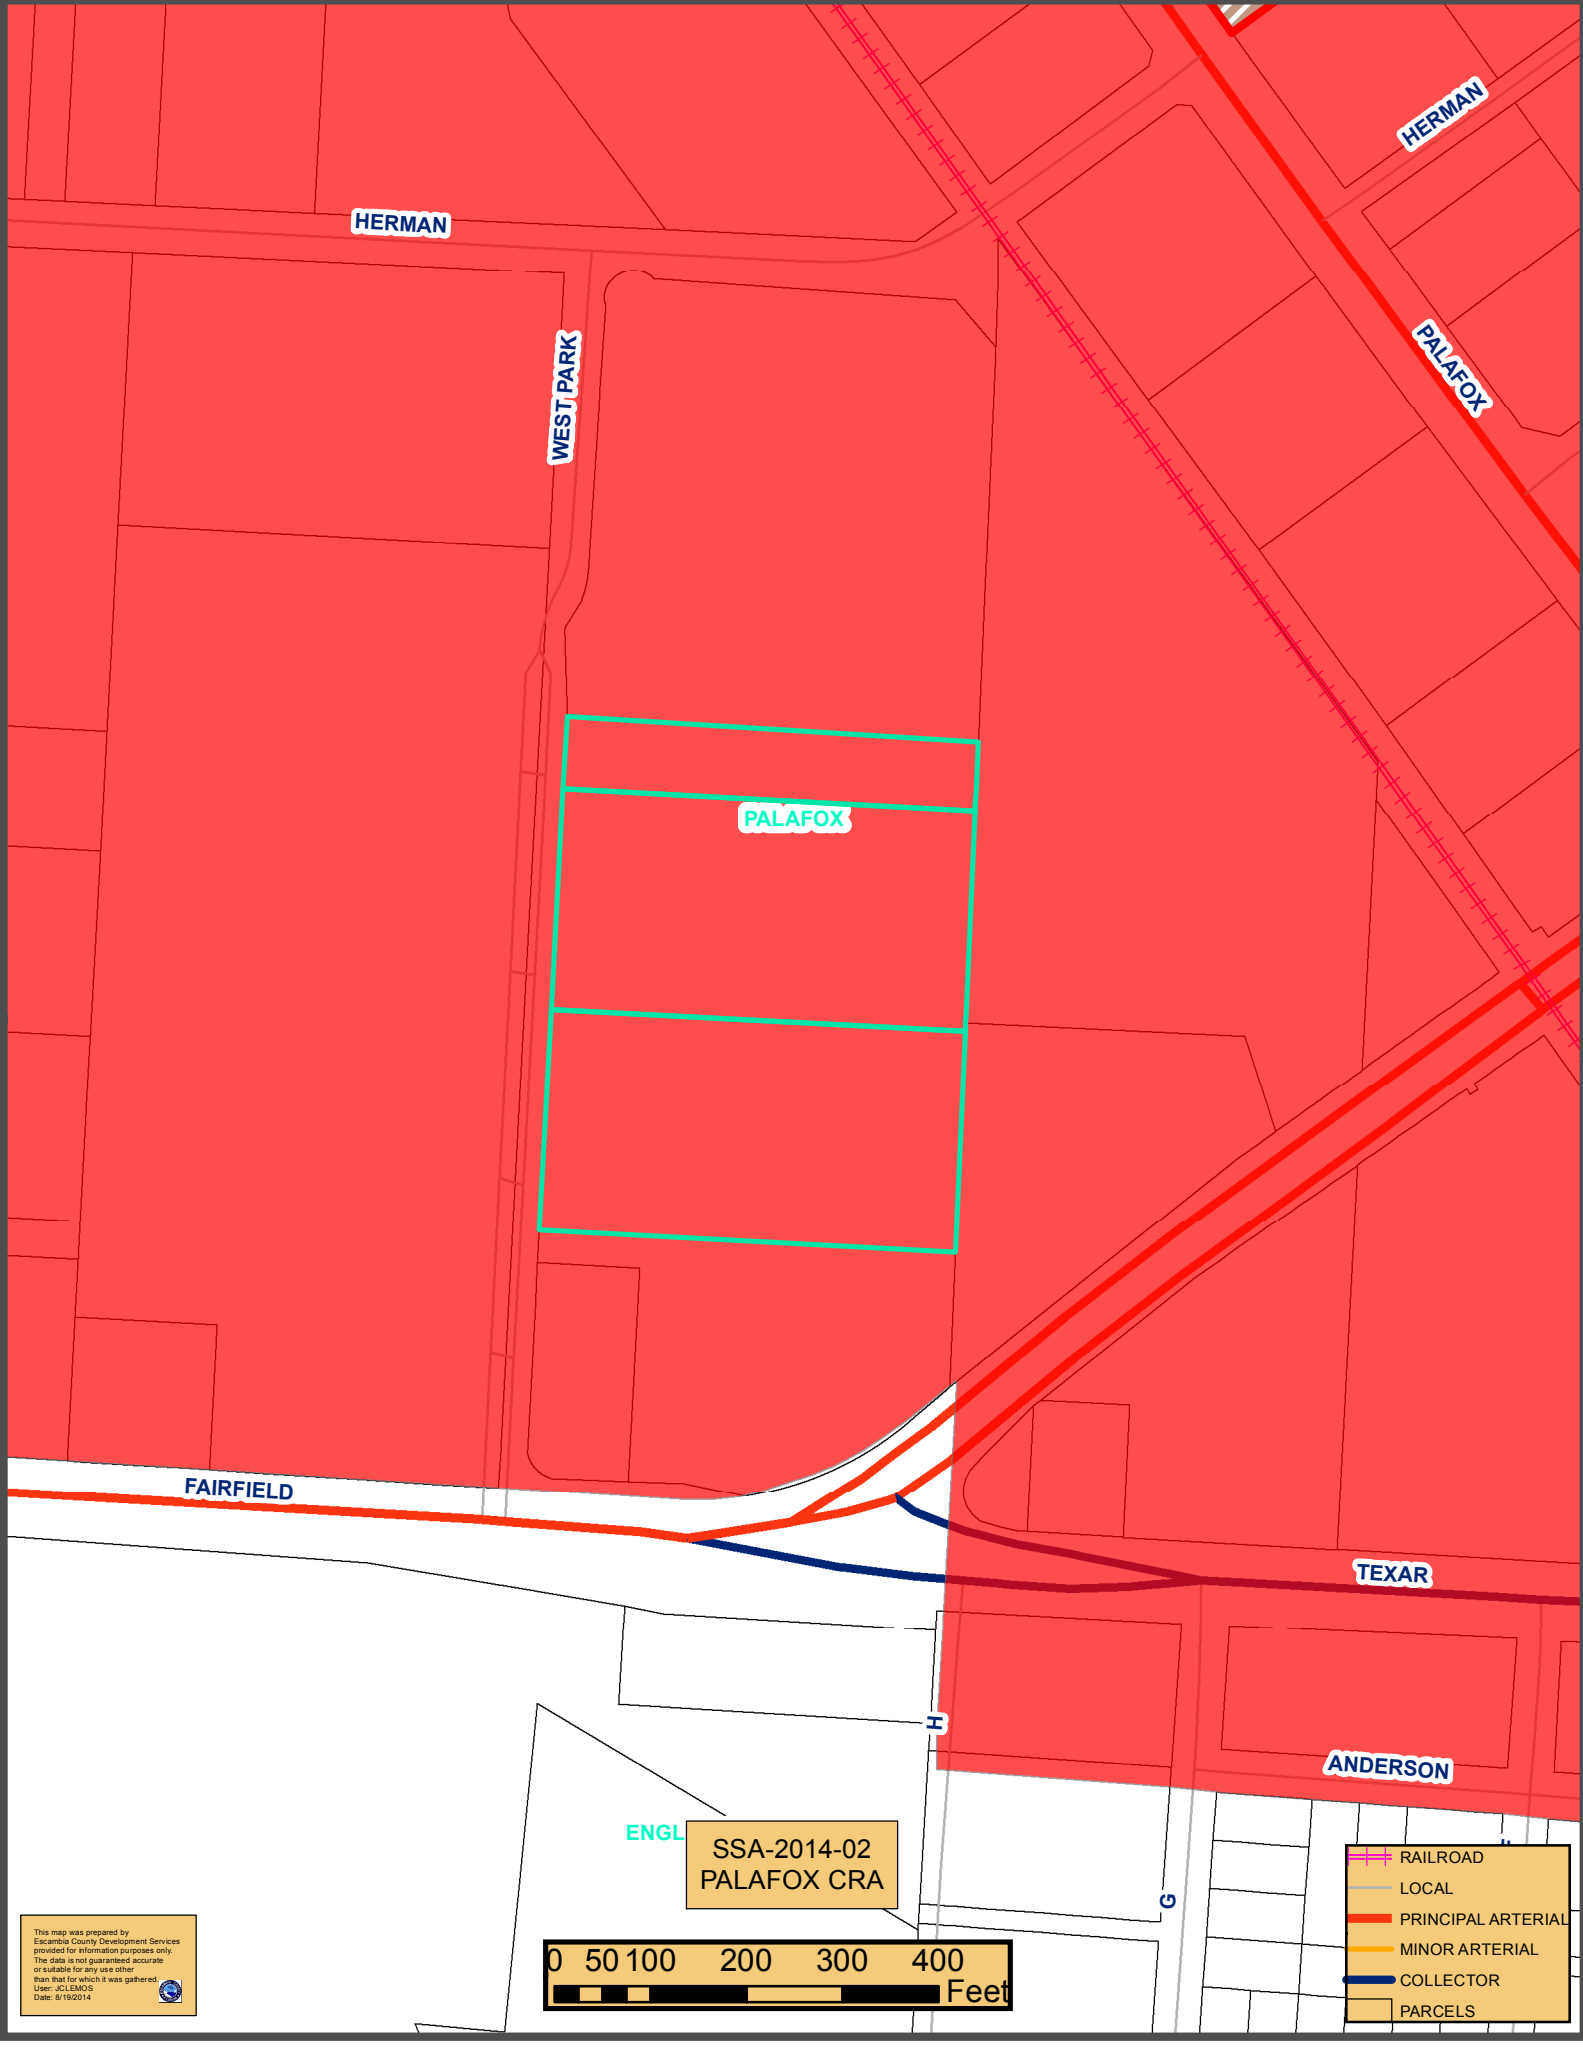 HERMAN
HERMAN
WEST PARK
PALAFOX
PALAFOX
FAIRFIELD
TEXAR
H
ANDERSON
ENGL
SSA-2014-02
PALAFOX CRA
G
RAILROAD
LOCAL
PRINCIPAL ARTERIAL
MINOR ARTERIAL
COLLECTOR
PARCELS
This map was prepared by
Escambia County Development Services
provided for information purposes only.
The data is not guaranteed accurate
or suitable for any use other
than that for which it was gathered.
User: JCLEMOS
Date: 8/19/2014
0 50 100 200 300 400
Feet